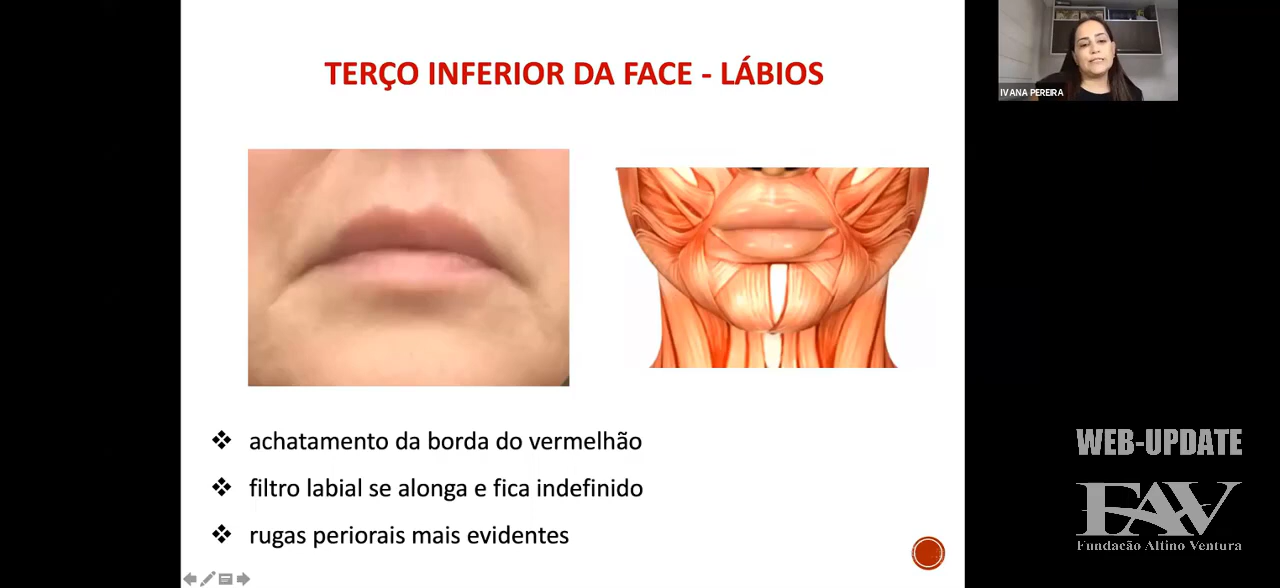 TERÇO INFERIOR DA FACE - LÁBIOS
IVANA PEREIRA
achatamento da borda do vermelhão
filtro labial se alonga e fica indefinido
rugas periorais mais evidentes
WEB-UPDATE
FAV
Fundação Altino Ventura